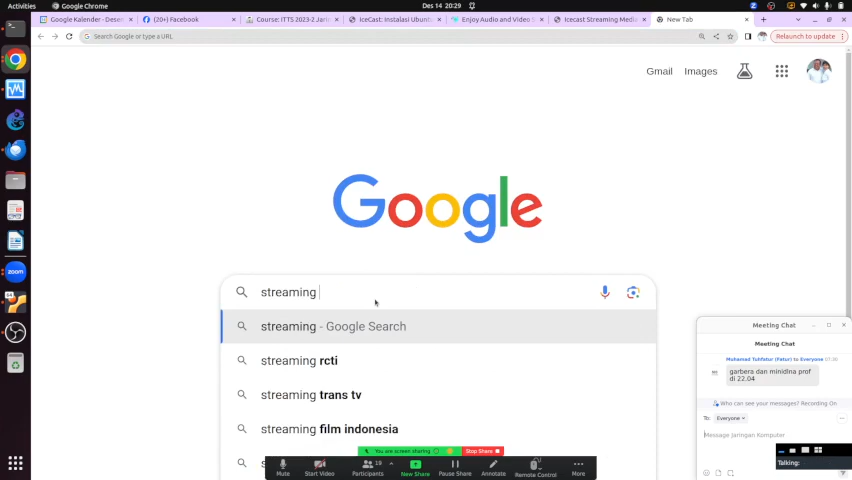 Activities
Google Chrome
Des 14 20:29
Google Kalender - Desem
(20+) Facebook
Course: ITTS 2023-2 Jarin
IceCast: Instalasi Ubuntu
Enjoy Audio and Video S
Icecast Streaming Media
New Tab
Search Google or type a URL
Relaunch to update
Gmail
Images
Google
streaming
streaming - Google Search
streaming rcti
streaming trans tv
streaming film indonesia
zoom
You are screen sharing
Stop Share
Mute
Start Video
Participants
18
New Share
Pause Share
Annotate
Remote Control
More
Meeting Chat
Meeting Chat
Muhamad Tuhfatur (Fatur) to Everyone
garbera dan minidina prof
di 22.04
Who can see your messages? Recording On
To: Everyone
Message Jaringan Komputer
Talking: